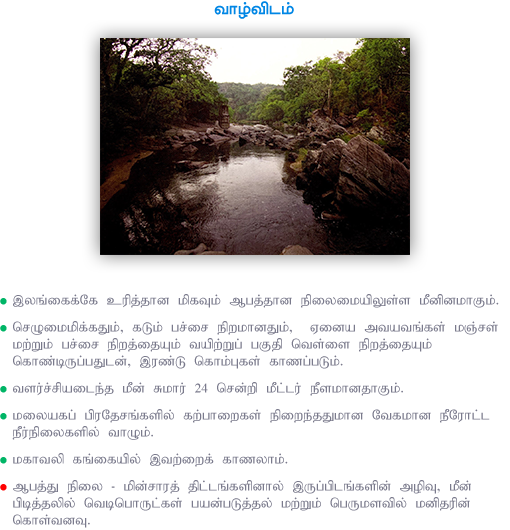 வாழ்விடம்
இலங்கைக்கே உரித்தான மிகவும் ஆபத்தான நிலைமையிலுள்ள மீனினமாகும்.
செழுமைமிக்கதும், கடும் பச்சை நிறமானதும், ஏனைய அவயவங்கள் மஞ்சள்
மற்றும் பச்சை நிறத்தையும் வயிற்றுப் பகுதி வெள்ளை நிறத்தையும்
கொண்டிருப்பதுடன், இரண்டு கொம்புகள் காணப்படும்.
வளர்ச்சியடைந்த மீன் சுமார் 24 சென்றி மீட்டர் நீளமானதாகும்.
மலையகப் பிரதேசங்களில் கற்பாறைகள் நிறைந்ததுமான வேகமான நீரோட்ட
நீர்நிலைகளில் வாழும்.
மகாவலி கங்கையில் இவற்றைக் காணலாம்.
ஆபத்து நிலை - மின்சாரத் திட்டங்களினால் இருப்பிடங்களின் அழிவு, மீன்
பிடித்தலில் வெடிபொருட்கள் பயன்படுத்தல் மற்றும் பெருமளவில் மனிதரின்
கொள்வனவு.